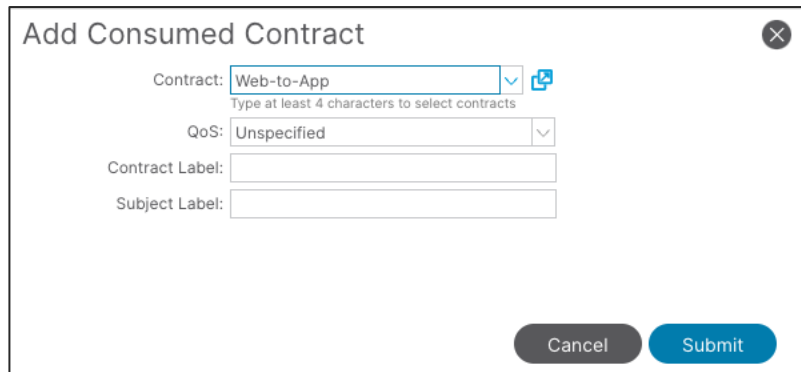 Add Consumed Contract
Contract: Web-to-App
Type at least 4 characters to select contracts
QoS: Unspecified
Contract Label:
Subject Label:
Cancel Submit